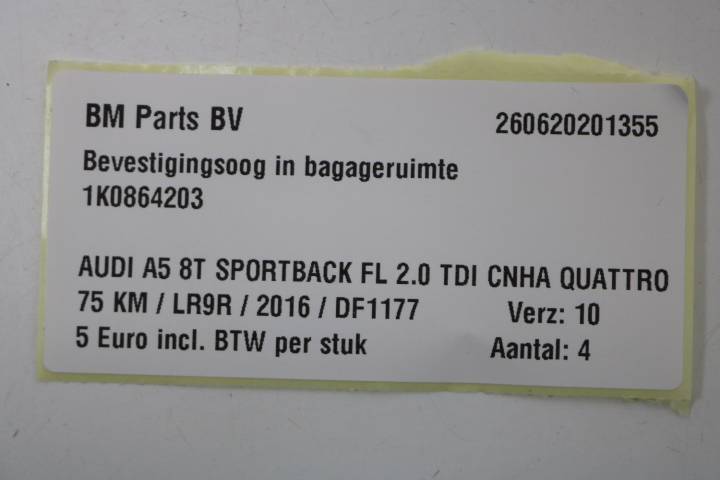 BM Parts BV 260620201355
Bevestigingsoog in bagageruimte
1K0864203
AUDI A5 8T SPORTBACK FL 2.0 TDI CNHA QUATTRO
75 KM / LR9R / 2016 / DF1177 Verz: 10
5 Euro incl. BTW per stuk Aantal: 4